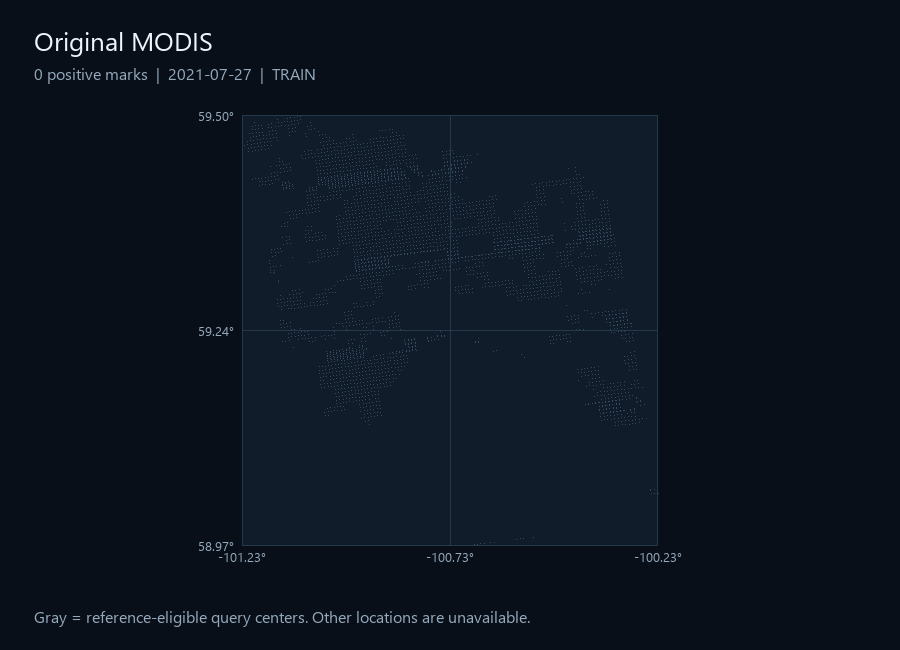 Original MODIS
0 positive marks | 2021-07-27 | TRAIN
59.50°
59.24°
58.97°
-101.23°
-100.73°
-100.23°
Gray = reference-eligible query centers. Other locations are unavailable.